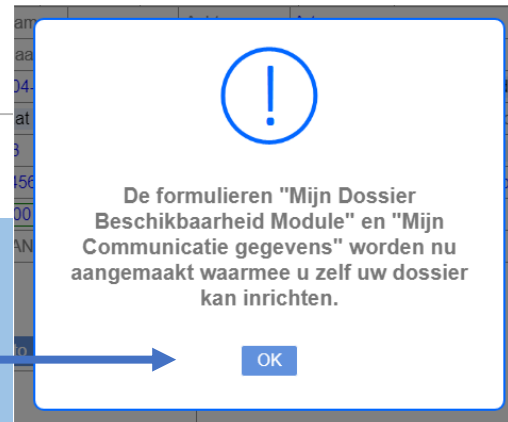 De formulieren "Mijn Dossier
Beschikbaarheid Module" en "Mijn
Communicatie gegevens" worden nu
aangemaakt waarmee u zelf uw dossier
kan inrichten.
OK